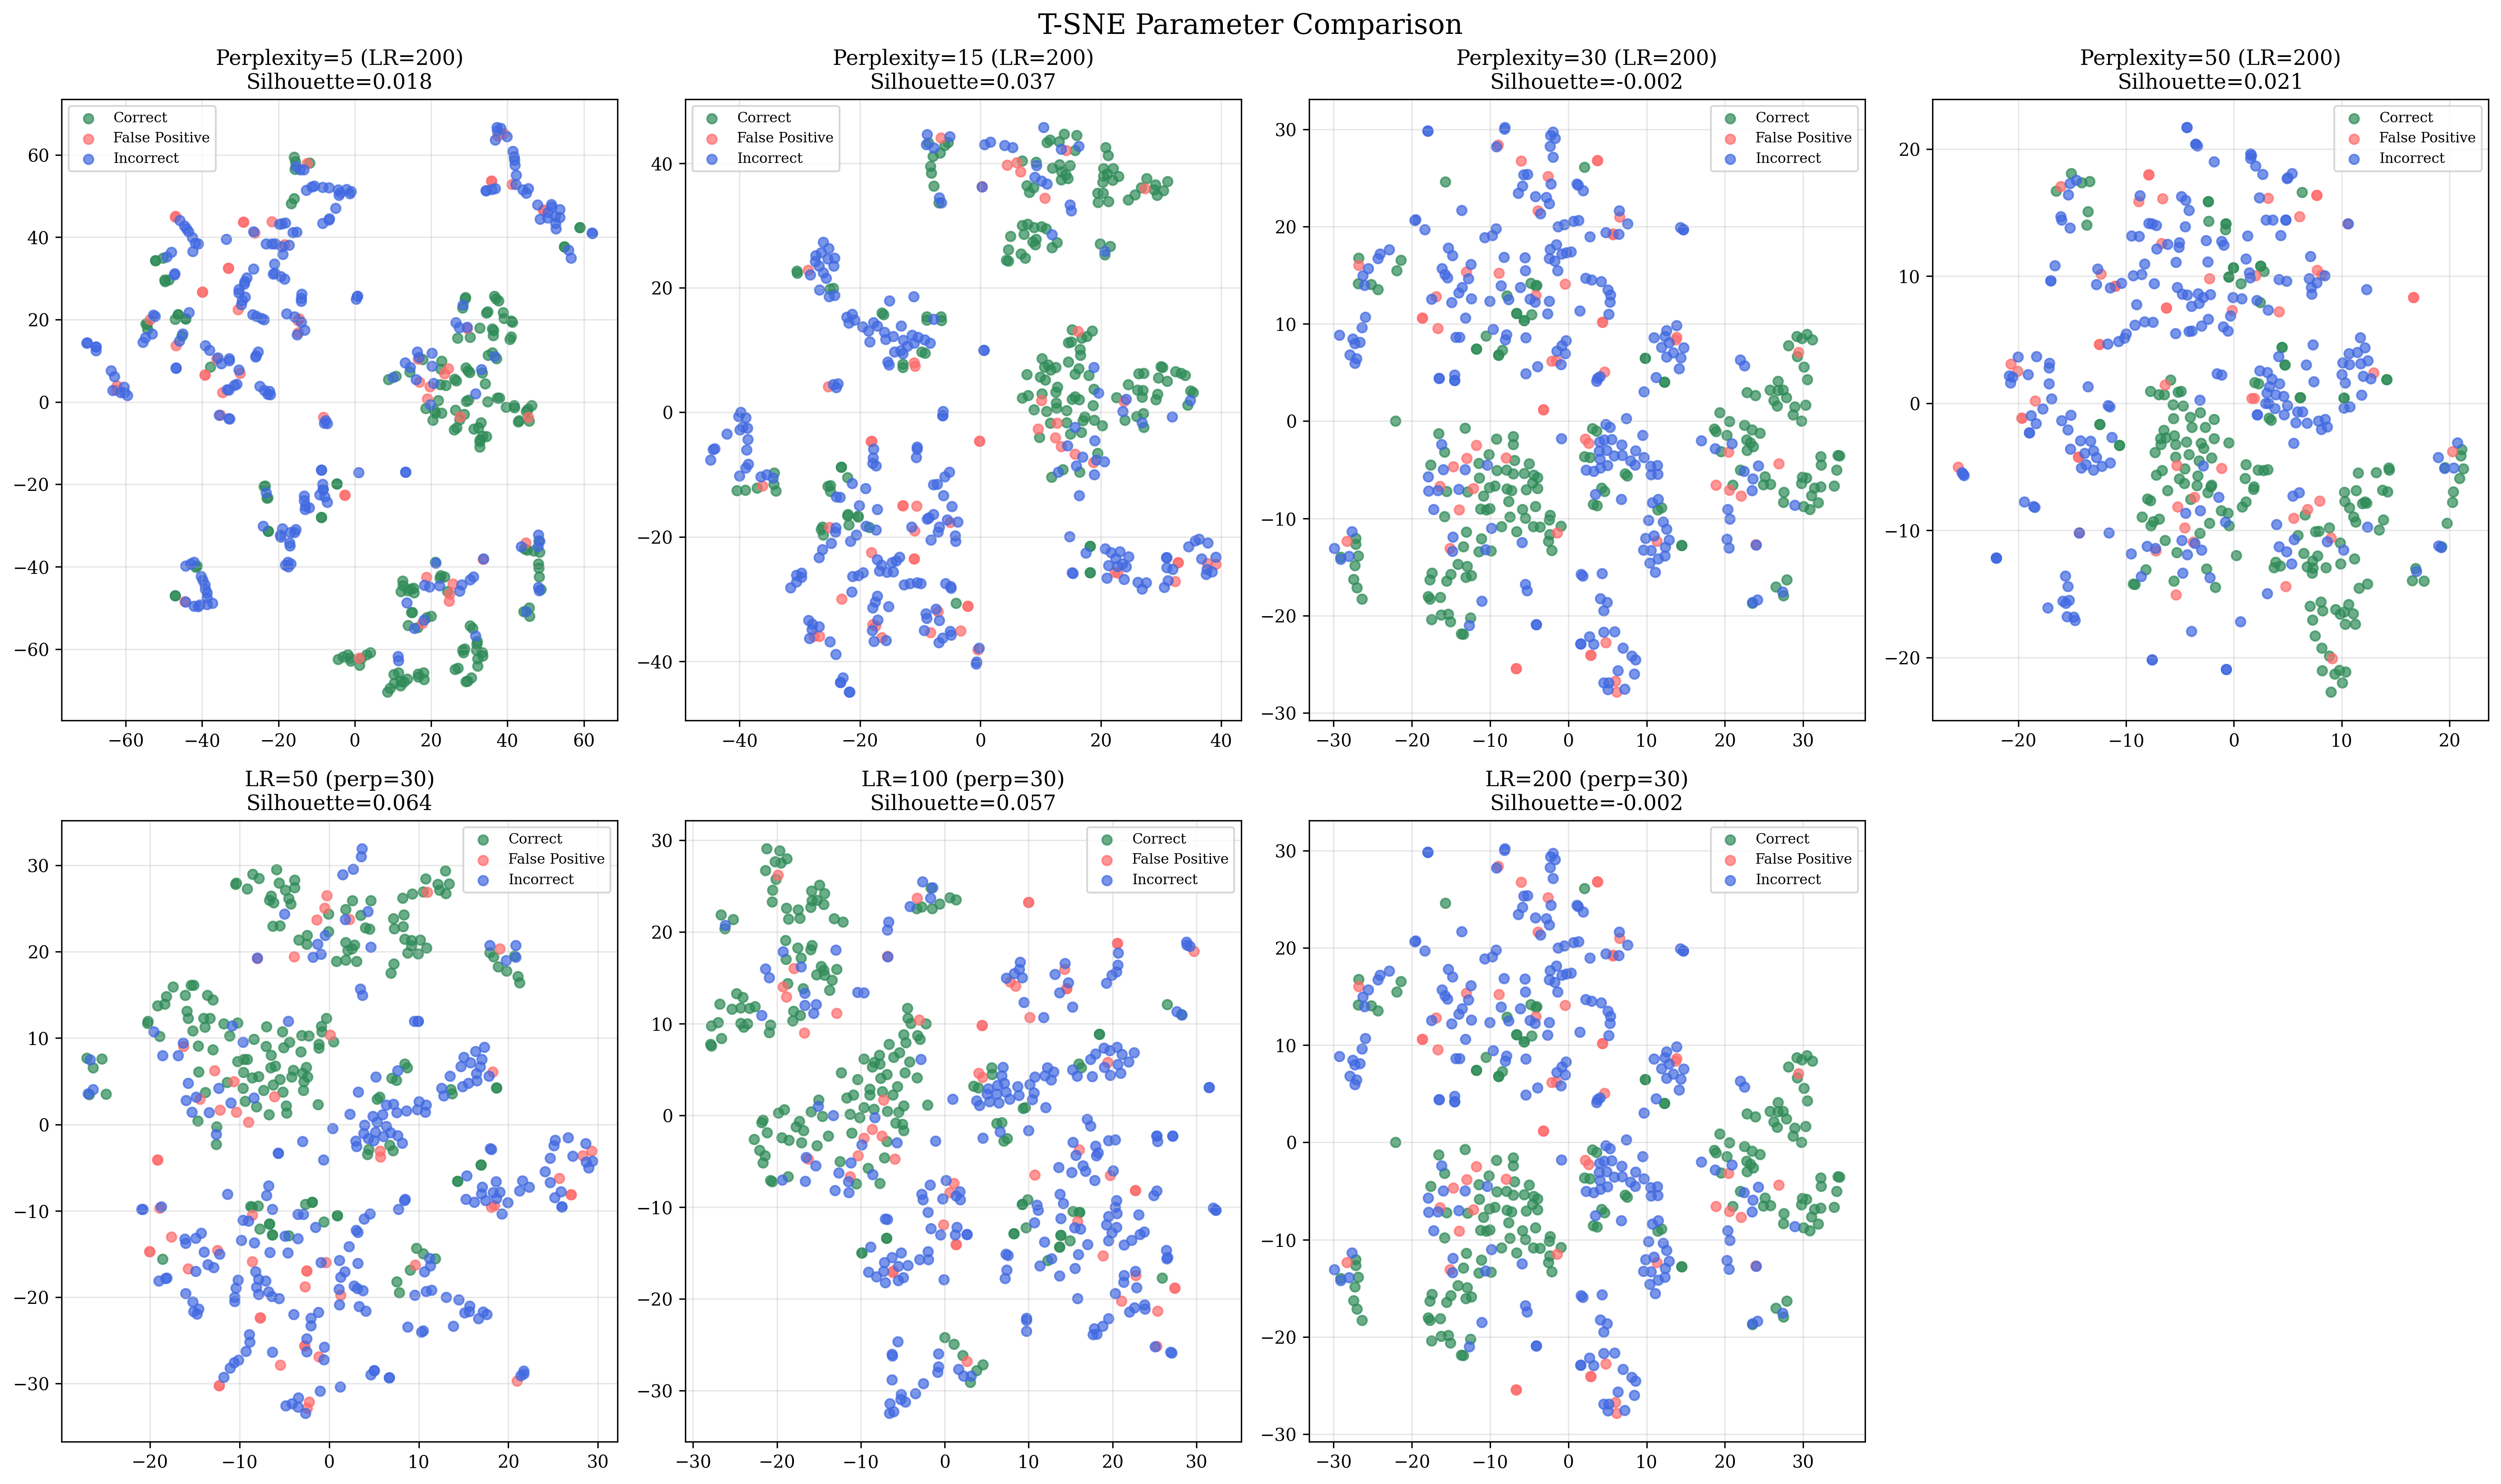 T-SNE Parameter Comparison
Perplexity=5 (LR=200)
Silhouette=0.018
Correct
False Positive
Incorrect
60
40
20
0
−20
−40
−60
−60 −40 −20 0 20 40 60
Perplexity=15 (LR=200)
Silhouette=0.037
Correct
False Positive
Incorrect
40
20
0
−20
−40
−40 −20 0 20 40
Perplexity=30 (LR=200)
Silhouette=-0.002
Correct
False Positive
Incorrect
30
20
10
0
−10
−20
−30
−30 −20 −10 0 10 20 30
Perplexity=50 (LR=200)
Silhouette=0.021
Correct
False Positive
Incorrect
20
10
0
−10
−20
−20 −10 0 10 20
LR=50 (perp=30)
Silhouette=0.064
Correct
False Positive
Incorrect
30
20
10
0
−10
−20
−30
−20 −10 0 10 20 30
LR=100 (perp=30)
Silhouette=0.057
Correct
False Positive
Incorrect
30
20
10
0
−10
−20
−30
−30 −20 −10 0 10 20 30
LR=200 (perp=30)
Silhouette=-0.002
Correct
False Positive
Incorrect
30
20
10
0
−10
−20
−30
−30 −20 −10 0 10 20 30